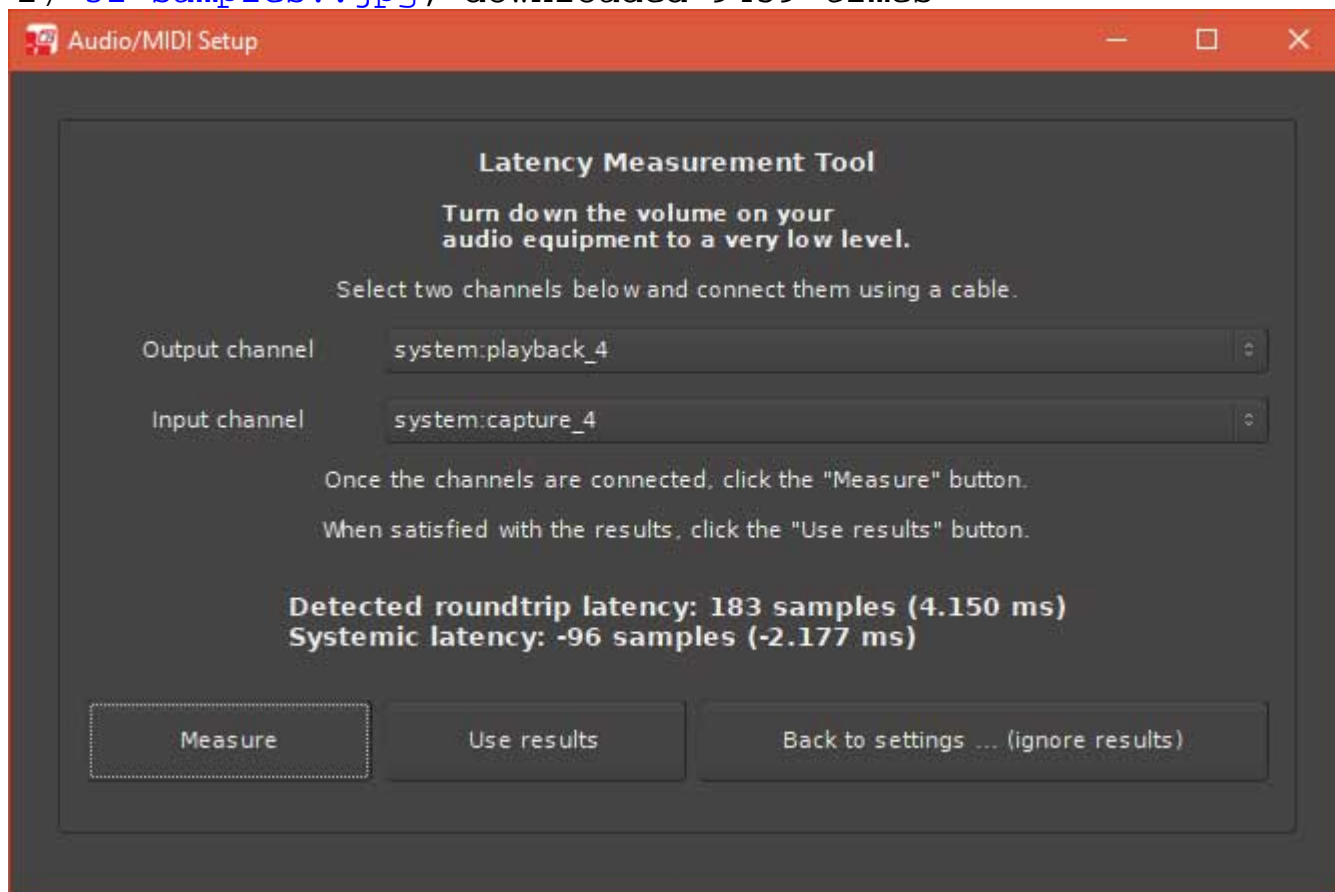 Audio/MIDI Setup
Latency Measurement Tool
Turn down the volume on your
audio equipment to a very low level.
Select two channels below and connect them using a cable.
Output channel system:playback_4
Input channel system:capture_4
Once the channels are connected, click the "Measure" button.
When satisfied with the results, click the "Use results" button.
Detected roundtrip latency: 183 samples (4.150 ms)
Systemic latency: -96 samples (-2.177 ms)
Measure Use results Back to settings ... (ignore results)